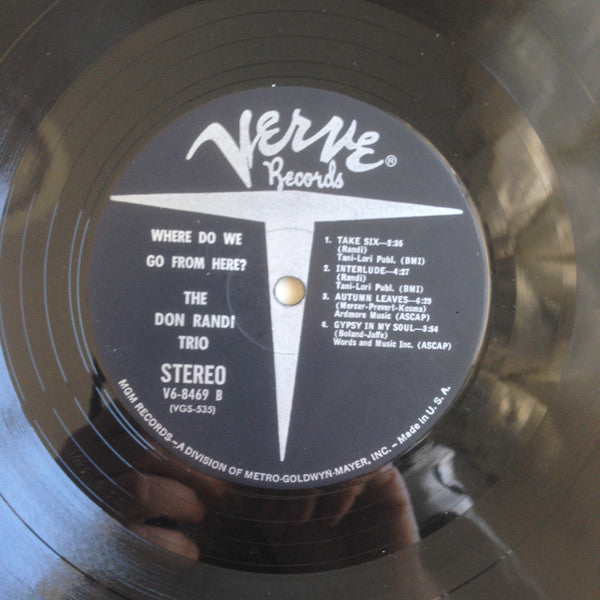 VERVE®
Records
WHERE DO WE
GO FROM HERE?
THE
DON RANDI
TRIO
STEREO
V6-8469 B
(VGS-535)
1. TAKE SIX—2:35
(Randi)
Tani-Lori Publ. (BMI)
2. INTERLUDE—4:27
(Randi)
Tani-Lori Publ. (BMI)
3. AUTUMN LEAVES—6:29
(Mercer-Prevert-Kosma)
Ardmore Music (ASCAP)
4. GYPSY IN MY SOUL—3:54
(Boland-Jaffe)
Words and Music Inc. (ASCAP)
MGM RECORDS—A DIVISION OF METRO-GOLDWYN-MAYER, INC.—Made in U.S.A.